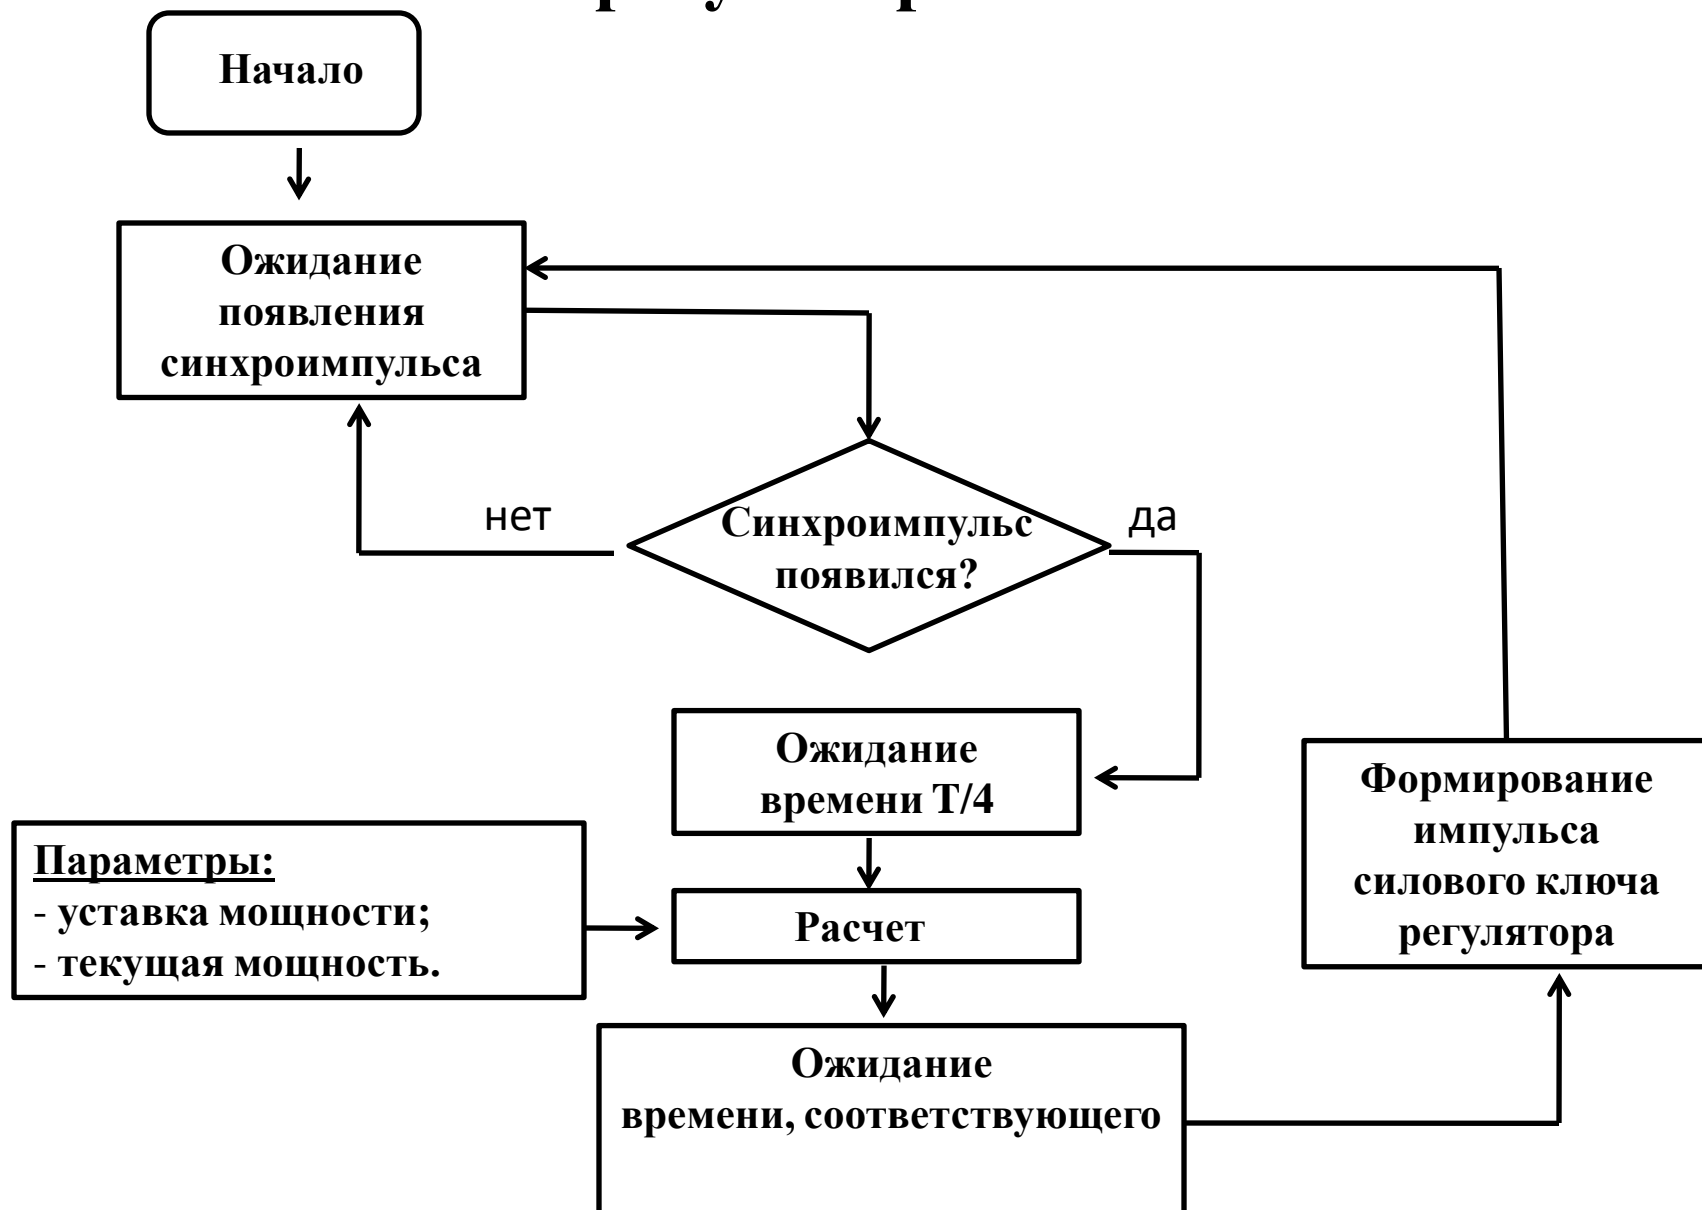 Начало
Ожидание
появления
синхроимпульса
нет
да
Синхроимпульс
появился?
Ожидание
времени Т/4
Формирование
импульса
силового ключа
регулятора
Параметры:
- уставка мощности;
- текущая мощность.
Расчет
Ожидание
времени, соответствующего